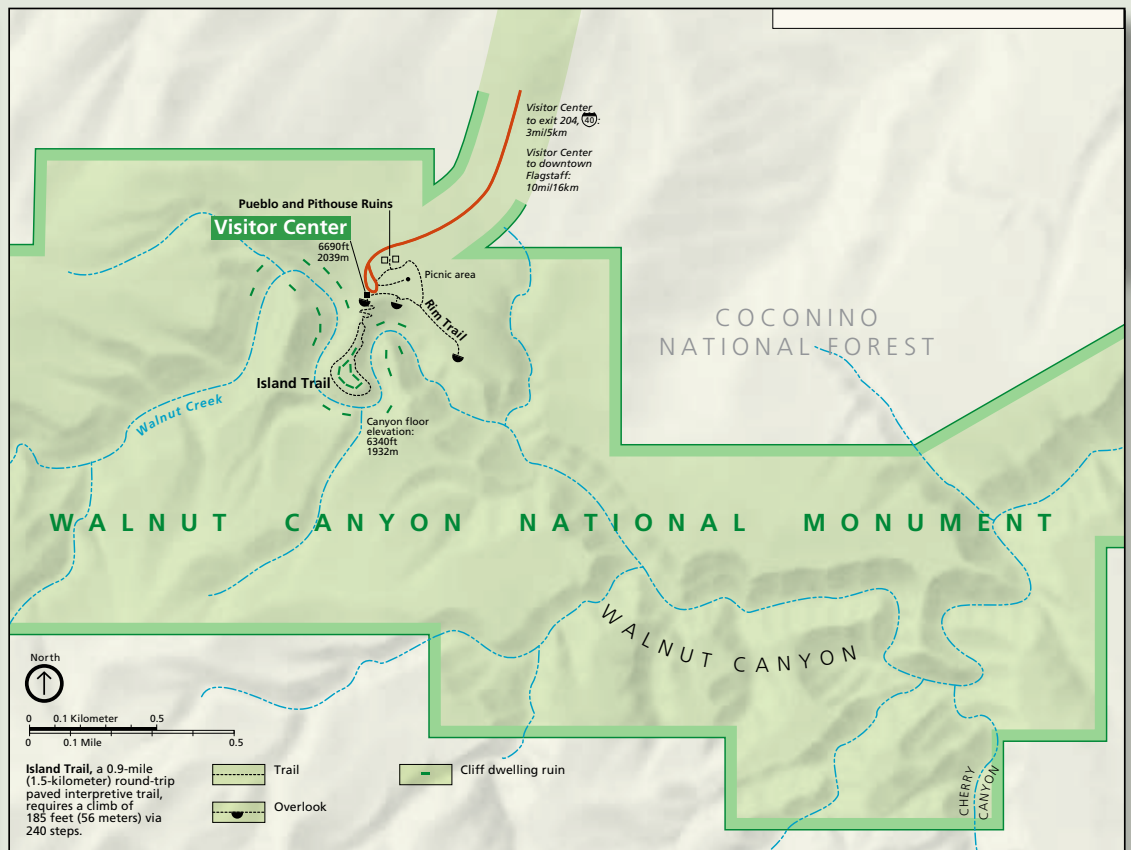 Visitor Center
to exit 204, 40:
3mi/5km
Visitor Center
to downtown
Flagstaff:
10mi/16km
Pueblo and Pithouse Ruins
Visitor Center
6690ft
2039m
Picnic area
Rim Trail
COCONINO
NATIONAL FOREST
Island Trail
Walnut Creek
Canyon floor
elevation:
6340ft
1932m
WALNUT CANYON NATIONAL MONUMENT
WALNUT CANYON
North
0 0.1 Kilometer 0.5
0 0.1 Mile 0.5
Island Trail, a 0.9-mile
(1.5-kilometer) round-trip
paved interpretive trail,
requires a climb of
185 feet (56 meters) via
240 steps.
Trail
Overlook
Cliff dwelling ruin
CHERRY
CANYON